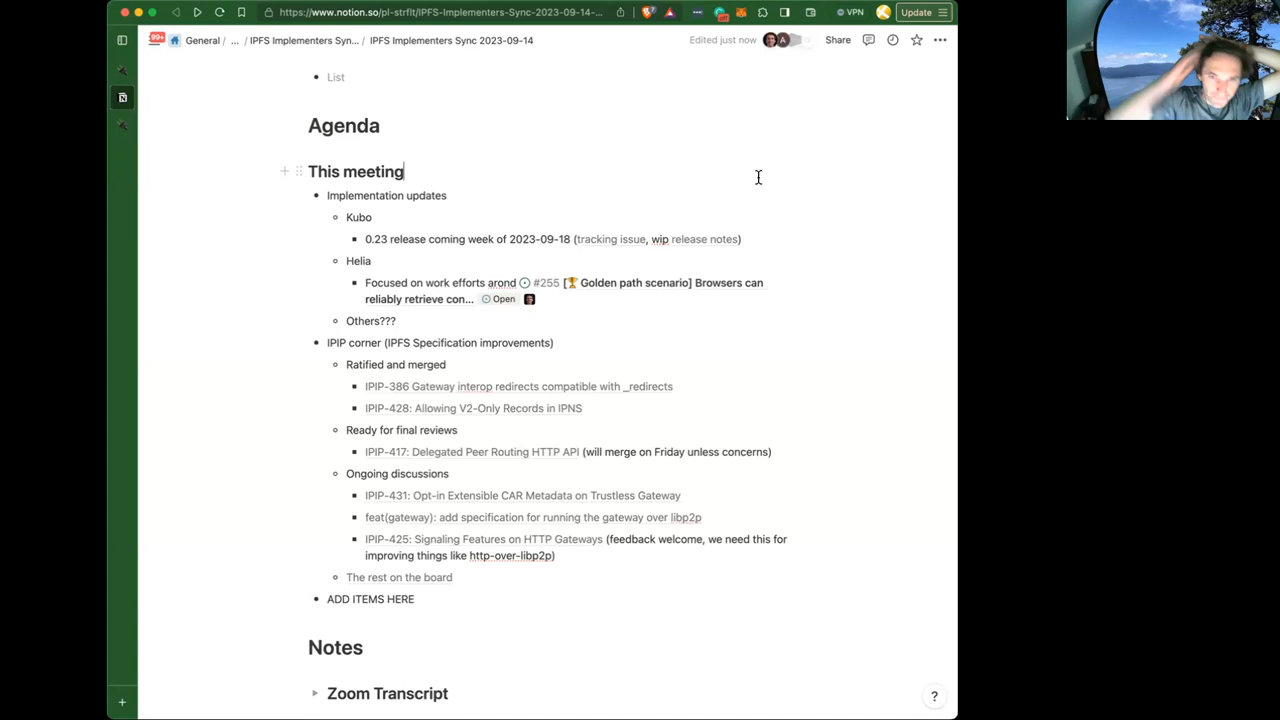 https://www.notion.so/pl-strflt/IPFS-Implementers-Sync-2023-09-14-...
VPN
Update
99+
General / ... / IPFS Implementers Syn... / IPFS Implementers Sync 2023-09-14
Edited just now
A
Share
List
Agenda
This meeting
Implementation updates
Kubo
0.23 release coming week of 2023-09-18 (tracking issue, wip release notes)
Helia
Focused on work efforts arond #255 [🏆 Golden path scenario] Browsers can
reliably retrieve con... Open
Others???
IPIP corner (IPFS Specification improvements)
Ratified and merged
IPIP-386 Gateway interop redirects compatible with _redirects
IPIP-428: Allowing V2-Only Records in IPNS
Ready for final reviews
IPIP-417: Delegated Peer Routing HTTP API (will merge on Friday unless concerns)
Ongoing discussions
IPIP-431: Opt-in Extensible CAR Metadata on Trustless Gateway
feat(gateway): add specification for running the gateway over libp2p
IPIP-425: Signaling Features on HTTP Gateways (feedback welcome, we need this for
improving things like http-over-libp2p)
The rest on the board
ADD ITEMS HERE
Notes
Zoom Transcript
?